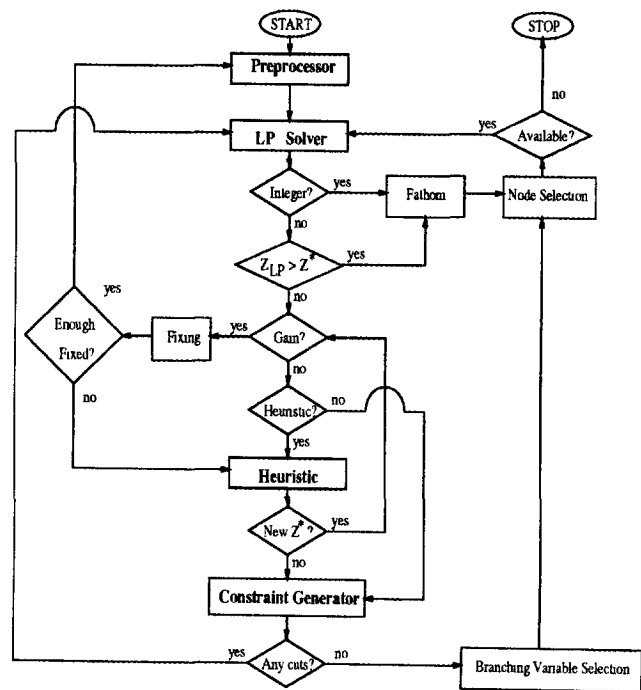 START
STOP
Preprocessor
no
LP Solver
yes
Available?
Integer?
yes
Fathom
Node Selection
no
Z_LP > Z*
yes
no
yes
Enough
Fixed?
Fixing
yes
Gain?
no
no
Heuristic?
no
yes
Heuristic
New Z* ?
yes
no
Constraint Generator
yes
Any cuts?
no
Branching Variable Selection